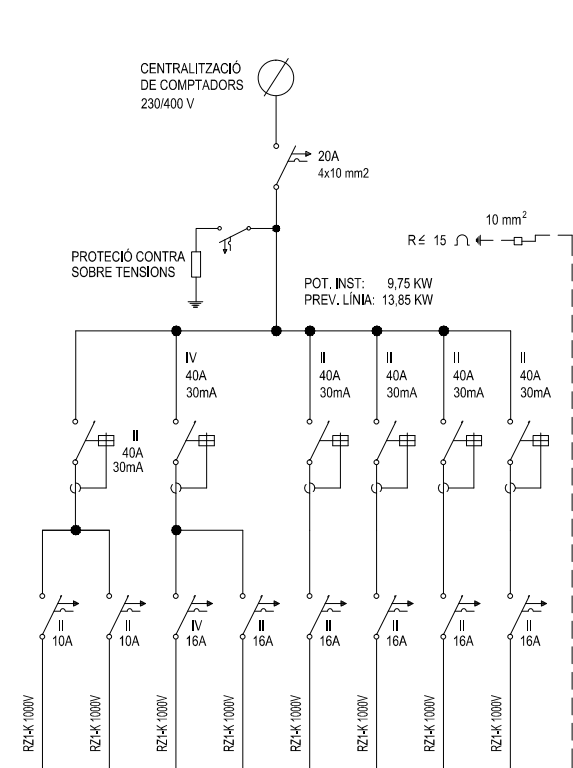 CENTRALITZACIÓ
DE COMPTADORS
230/400 V
20A
4x10 mm2
10 mm²
R≤ 15 Ω
PROTECIÓ CONTRA
SOBRE TENSIONS
POT. INST: 9,75 KW
PREV. LÍNIA: 13,85 KW
IV
40A
30mA
II
40A
30mA
II
40A
30mA
II
40A
30mA
II
40A
30mA
II
40A
30mA
II
10A
II
10A
IV
16A
II
16A
II
16A
II
16A
II
16A
II
16A
RZ1-K 1000V
RZ1-K 1000V
RZ1-K 1000V
RZ1-K 1000V
RZ1-K 1000V
RZ1-K 1000V
RZ1-K 1000V
RZ1-K 1000V